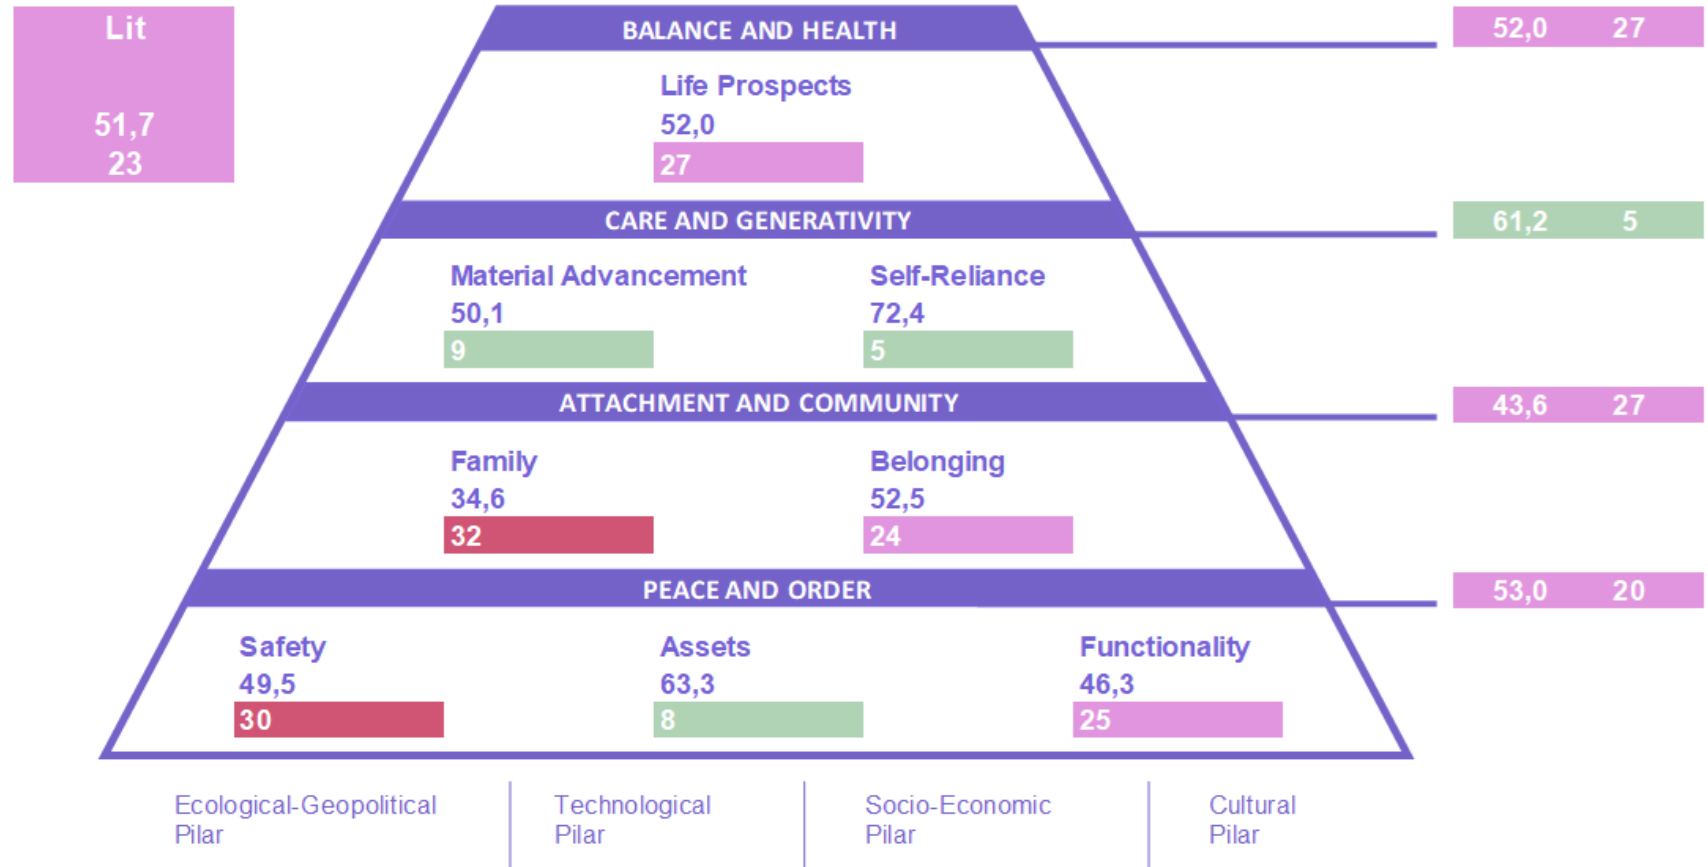 Lit
51,7
23
BALANCE AND HEALTH
52,0 27
Life Prospects
52,0
27
CARE AND GENERATIVITY
61,2 5
Material Advancement
50,1
9
Self-Reliance
72,4
5
ATTACHMENT AND COMMUNITY
43,6 27
Family
34,6
32
Belonging
52,5
24
PEACE AND ORDER
53,0 20
Safety
49,5
30
Assets
63,3
8
Functionality
46,3
25
Ecological-Geopolitical
Pilar
Technological
Pilar
Socio-Economic
Pilar
Cultural
Pilar